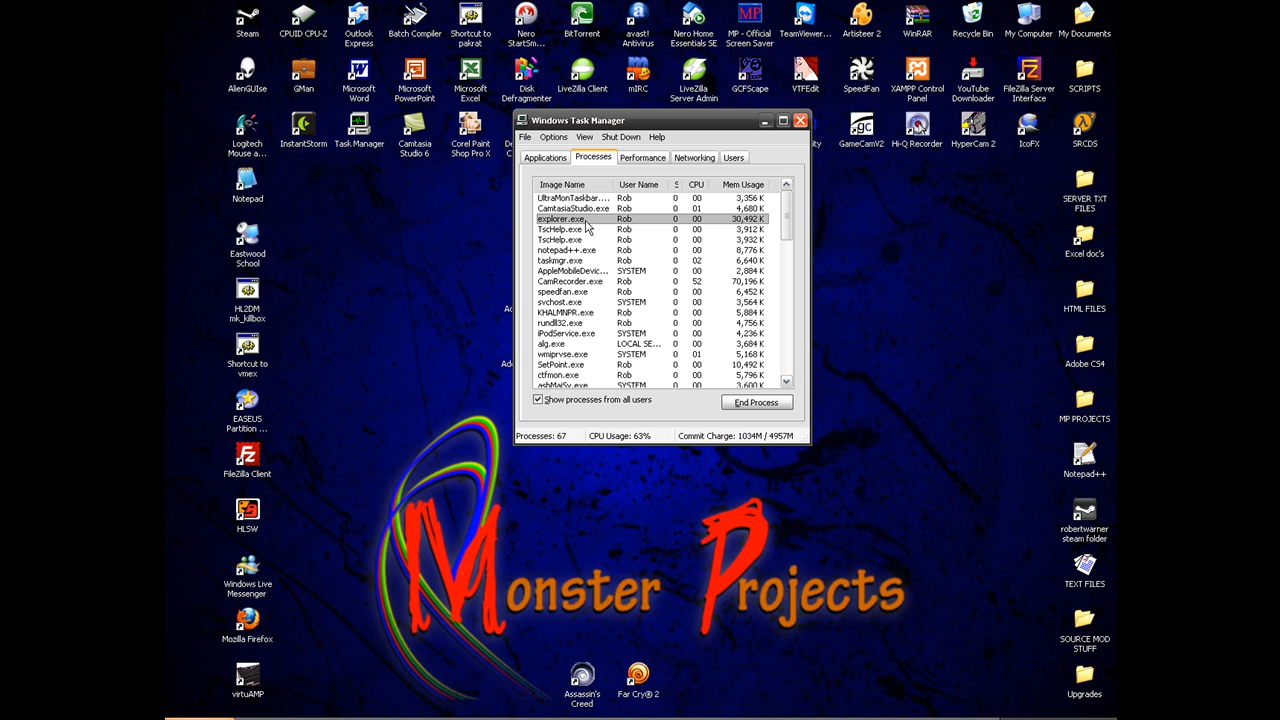 Steam
CPUID CPU-Z
Outlook
Express
Batch Compiler
Shortcut to
pakrat
Nero
StartSm...
BitTorrent
avast!
Antivirus
Nero Home
Essentials SE
MP
MP - Official
Screen Saver
TeamViewer...
Artisteer 2
WinRAR
Recycle Bin
My Computer
My Documents
AlienGUIse
GMan
Microsoft
Word
Microsoft
PowerPoint
Microsoft
Excel
Disk
Defragmenter
LiveZilla Client
mIRC
LiveZilla
Server Admin
GCFScape
VTFEdit
SpeedFan
XAMPP Control
Panel
YouTube
Downloader
FileZilla Server
Interface
SCRIPTS
Logitech
Mouse a...
InstantStorm
Task Manager
Camtasia
Studio 6
Corel Paint
Shop Pro X
GameCamV2
Hi-Q Recorder
HyperCam 2
IcoFX
SRCDS
Windows Task Manager
File Options View Shut Down Help
Applications Processes Performance Networking Users
Image Name User Name S CPU Mem Usage
UltraMonTaskbar.... Rob 0 00 3,356 K
CamtasiaStudio.exe Rob 0 01 4,680 K
explorer.exe Rob 0 00 30,492 K
TscHelp.exe Rob 0 00 3,912 K
TscHelp.exe Rob 0 00 3,932 K
notepad++.exe Rob 0 00 8,776 K
taskmgr.exe Rob 0 02 6,640 K
AppleMobileDevic... SYSTEM 0 00 2,884 K
CamRecorder.exe Rob 0 52 70,196 K
speedfan.exe Rob 0 00 6,452 K
svchost.exe SYSTEM 0 00 3,564 K
KHALMNPR.exe Rob 0 00 5,884 K
rundll32.exe Rob 0 00 4,756 K
iPodService.exe SYSTEM 0 00 4,236 K
alg.exe LOCAL SE... 0 00 3,684 K
wmiprvse.exe SYSTEM 0 01 5,168 K
SetPoint.exe Rob 0 00 10,492 K
ctfmon.exe Rob 0 00 5,796 K
ashMaiSv.exe SYSTEM 0 00 3,600 K
Show processes from all users
End Process
Processes: 67 CPU Usage: 63% Commit Charge: 1034M / 4957M
Notepad
Eastwood
School
HL2DM
mk_killbox
Shortcut to
vmex
EASEUS
Partition ...
FileZilla Client
HLSW
Windows Live
Messenger
Mozilla Firefox
virtuAMP
SERVER TXT
FILES
Excel doc's
HTML FILES
Adobe CS4
MP PROJECTS
Notepad++
robertwarner
steam folder
TEXT FILES
SOURCE MOD
STUFF
Upgrades
Monster Projects
Assassin's
Creed
Far Cry® 2